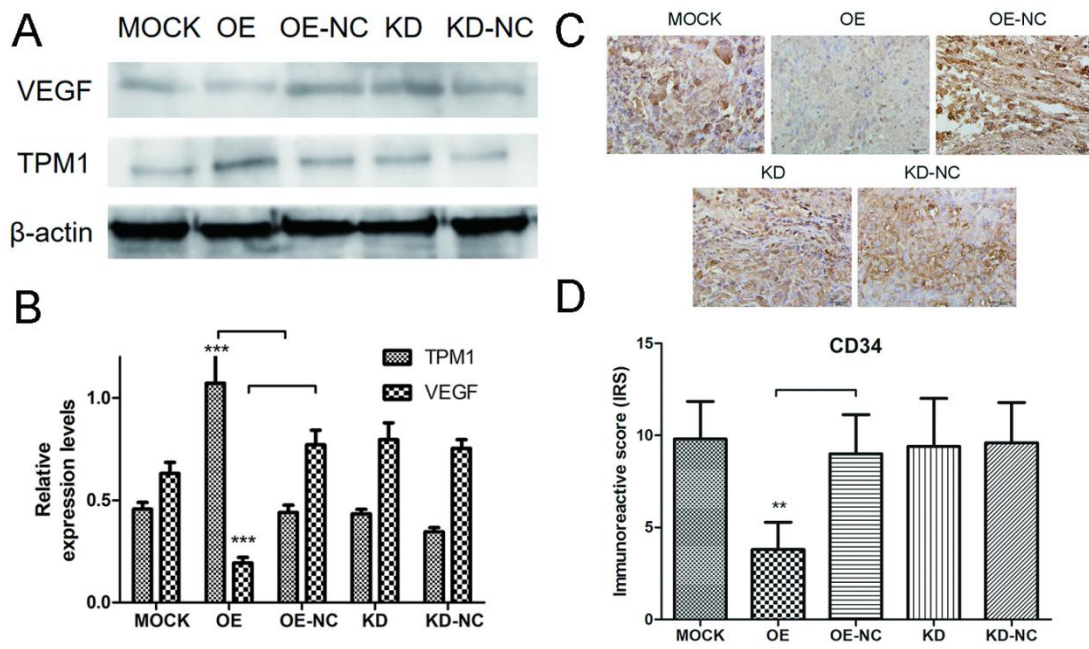 A
MOCK OE OE-NC KD KD-NC
VEGF
TPM1
β-actin
B
Relative
expression levels
1.0
0.5
0.0
***
***
TPM1
VEGF
MOCK OE OE-NC KD KD-NC
C
MOCK OE OE-NC
KD KD-NC
D
CD34
Immunoreactive score (IRS)
15
10
5
0
**
MOCK OE OE-NC KD KD-NC